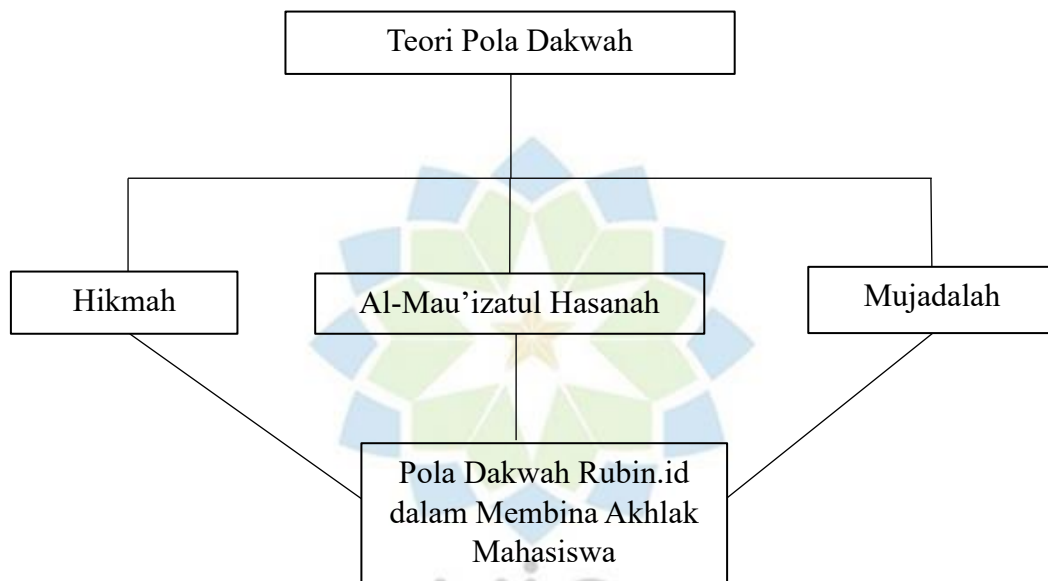 Teori Pola Dakwah
Hikmah
Al-Mau’izatul Hasanah
Mujadalah
Pola Dakwah Rubin.id
dalam Membina Akhlak
Mahasiswa